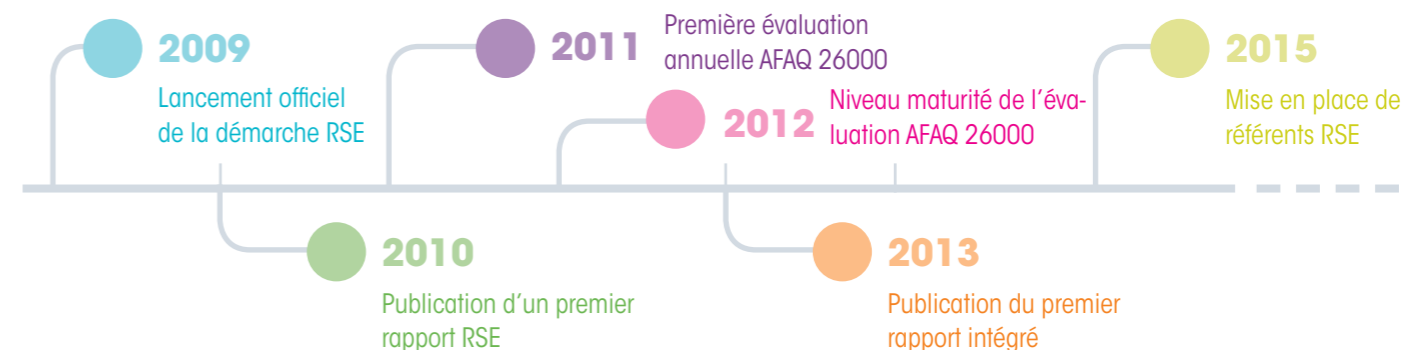 2009
Lancement officiel
de la démarche RSE
2010
Publication d'un premier
rapport RSE
2011
Première évaluation
annuelle AFAQ 26000
2012
Niveau maturité de l'éva-
luation AFAQ 26000
2013
Publication du premier
rapport intégré
2015
Mise en place de
référents RSE